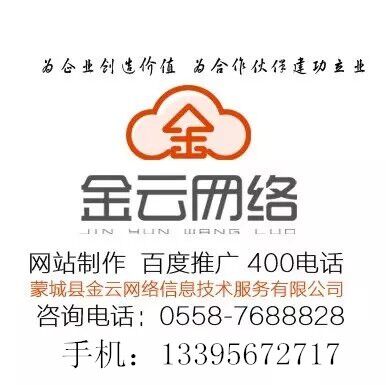 为企业创造价值 为合作伙伴建功立业
金
金云网络
JIN YUN WANG LUO
网站制作 百度推广 400电话
蒙城县金云网络信息技术服务有限公司
咨询电话：0558-7688828
手机：13395672717